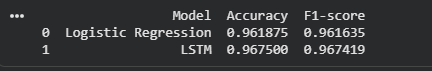 Model Accuracy F1-score
0 Logistic Regression 0.961875 0.961635
1 LSTM 0.967500 0.967419